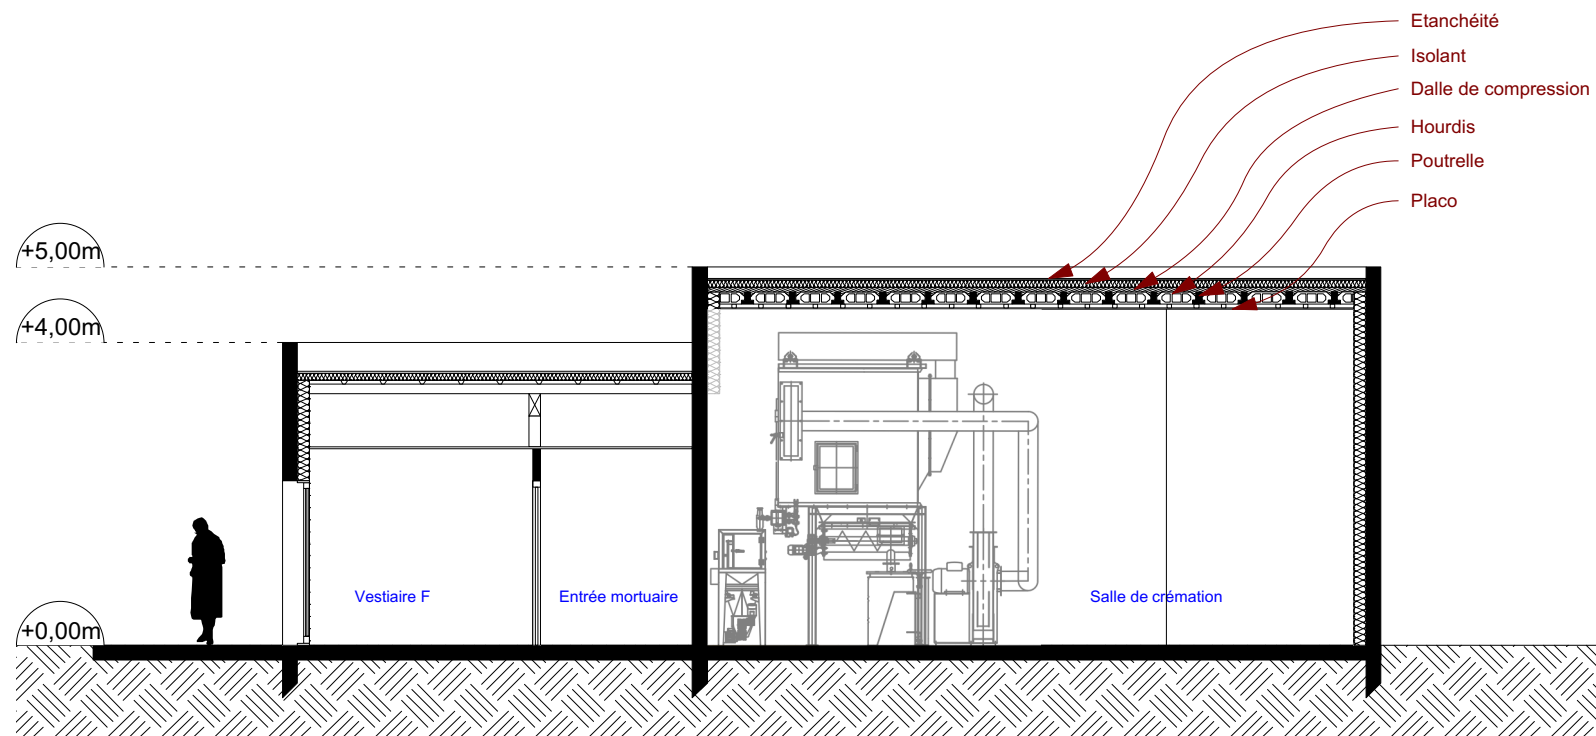 Etanchéité
Isolant
Dalle de compression
Hourdis
Poutrelle
Placo
+5,00m
+4,00m
+0,00m
Vestiaire F
Entrée mortuaire
Salle de crémation